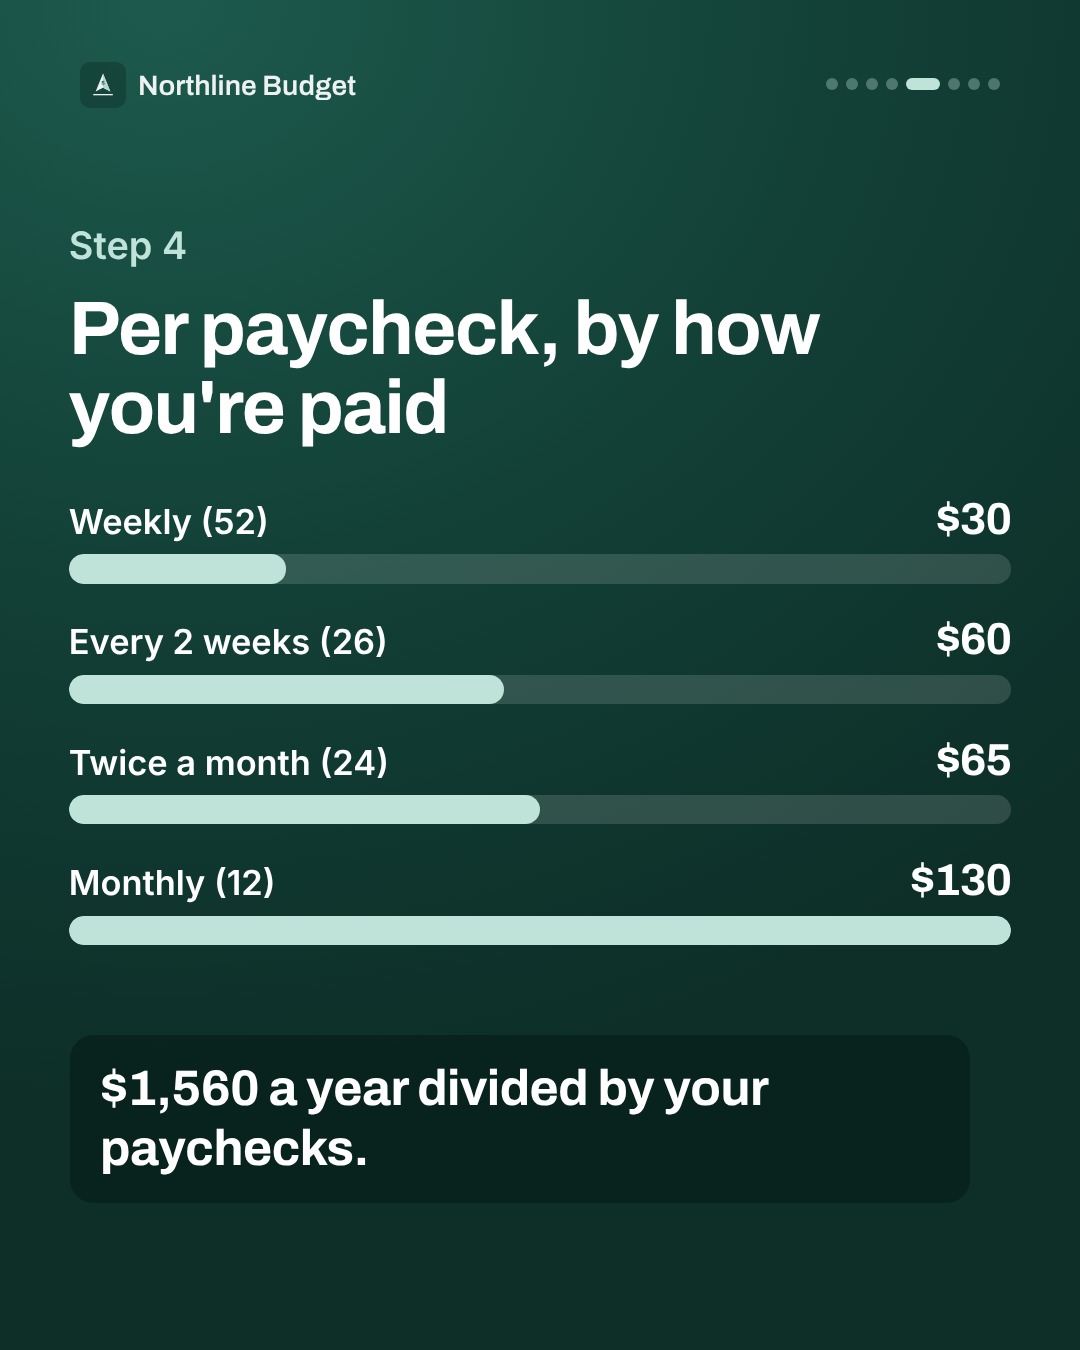 Northline Budget
Step 4
Per paycheck, by how
you're paid
Weekly (52)
$30
Every 2 weeks (26)
$60
Twice a month (24)
$65
Monthly (12)
$130
$1,560 a year divided by your
paychecks.